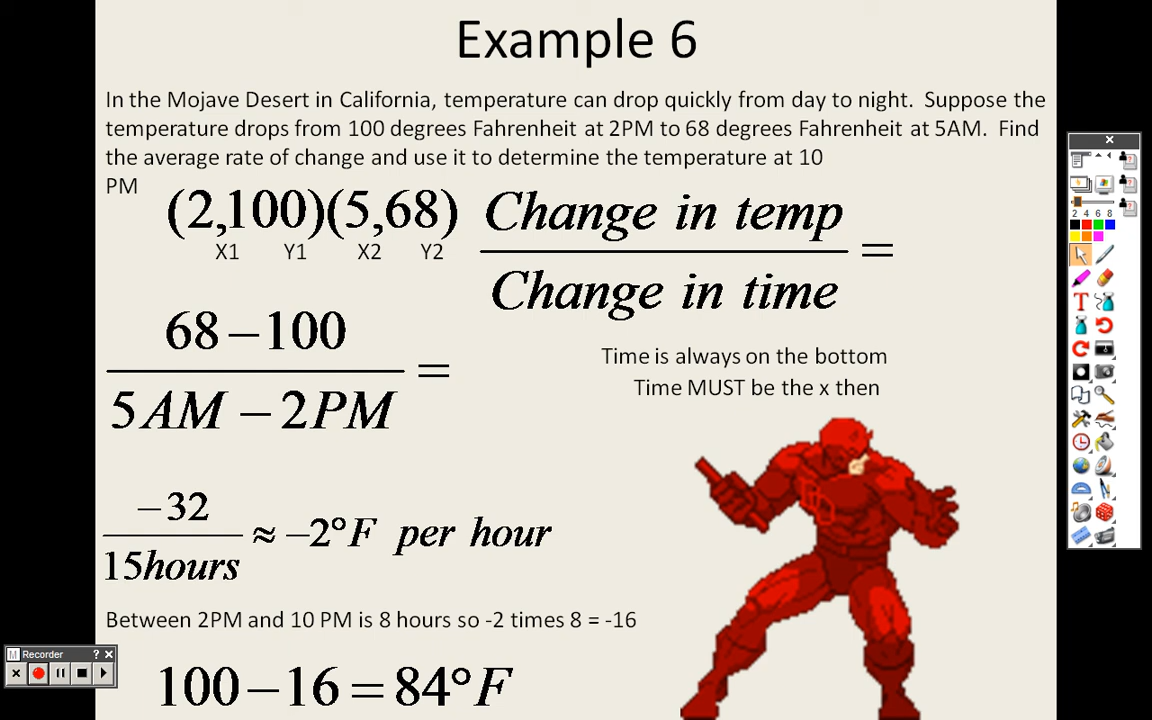 Example 6
In the Mojave Desert in California, temperature can drop quickly from day to night. Suppose the
temperature drops from 100 degrees Fahrenheit at 2PM to 68 degrees Fahrenheit at 5AM. Find
the average rate of change and use it to determine the temperature at 10
PM
(2,100)(5,68)
X1 Y1 X2 Y2
Change in temp
Change in time
=
68 – 100
5AM – 2PM
=
Time is always on the bottom
Time MUST be the x then
–32
15hours
≈ –2°F per hour
Between 2PM and 10 PM is 8 hours so -2 times 8 = -16
100 – 16 = 84°F
2 4 6 8
T
M Recorder ? ×